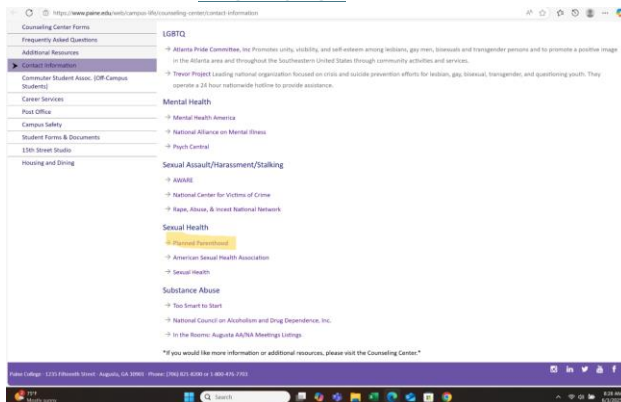 https://www.paine.edu/web/campus-life/counseling-center/contact-information
Counseling Center Forms
Frequently Asked Questions
Additional Resources
Contact Information
Commuter Student Assoc. (Off-Campus
Students)
Career Services
Post Office
Campus Safety
Student Forms & Documents
15th Street Studio
Housing and Dining
LGBTQ
Atlanta Pride Committee, Inc Promotes unity, visibility, and self-esteem among lesbians, gay men, bisexuals and transgender persons and to promote a positive image
in the Atlanta area and throughout the Southeastern United States through community activities and services.
Trevor Project Leading national organization focused on crisis and suicide prevention efforts for lesbian, gay, bisexual, transgender, and questioning youth. They
operate a 24 hour nationwide hotline to provide assistance.
Mental Health
Mental Health America
National Alliance on Mental Illness
Psych Central
Sexual Assault/Harassment/Stalking
AWARE
National Center for Victims of Crime
Rape, Abuse, & Incest National Network
Sexual Health
Planned Parenthood
American Sexual Health Association
Sexual Health
Substance Abuse
Too Smart to Start
National Council on Alcoholism and Drug Dependence, Inc.
In the Rooms: Augusta AA/NA Meetings Listings
*If you would like more information or additional resources, please visit the Counseling Center.*
Paine College · 1235 Fifteenth Street · Augusta, GA 30901 · Phone: (706) 821-8200 or 1-800-476-7703
Mostly sunny
Search
8:28 AM
6/3/2025